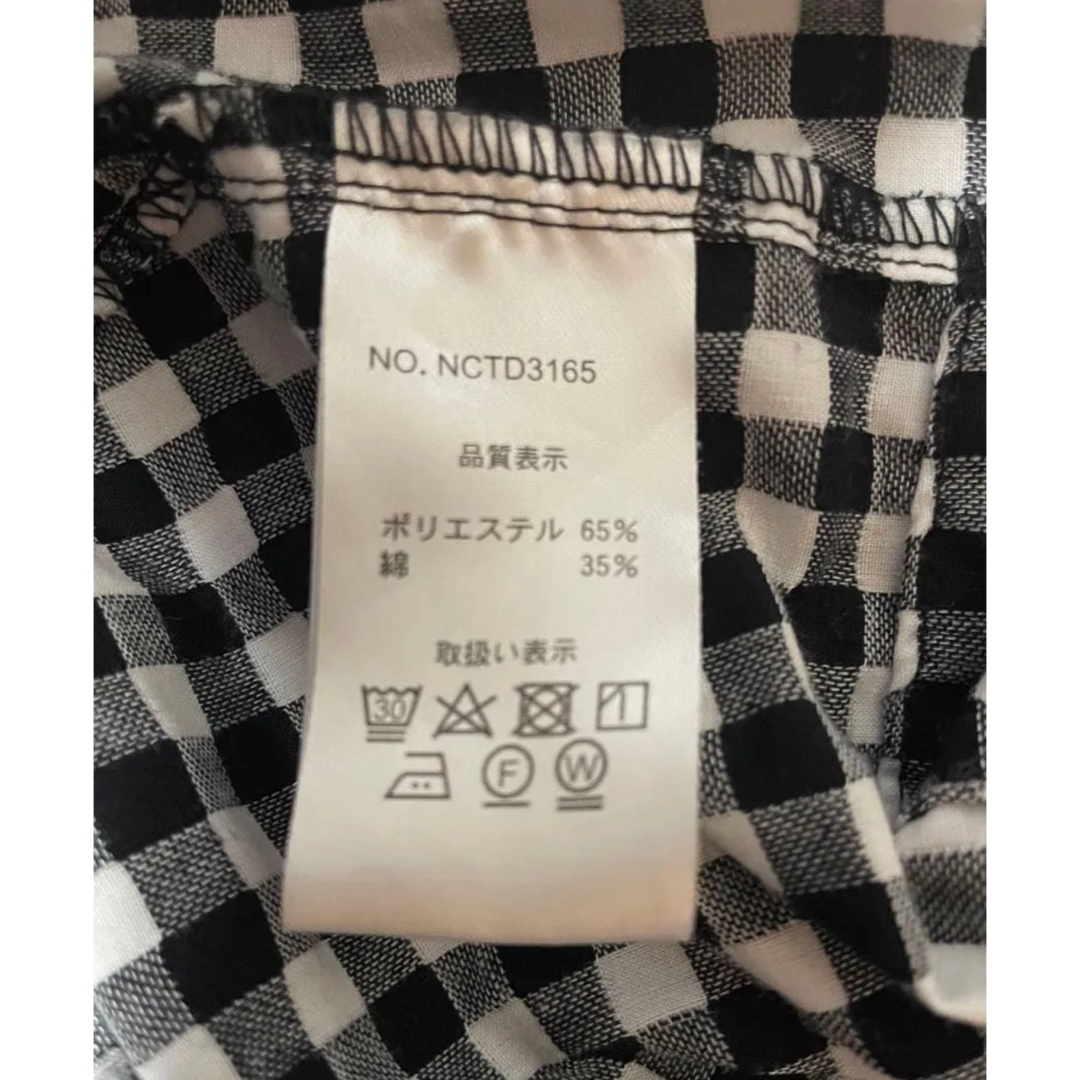 NO. NCTD3165
品質表示
ポリエステル 65%
綿 35%
取扱い表示
30
F W